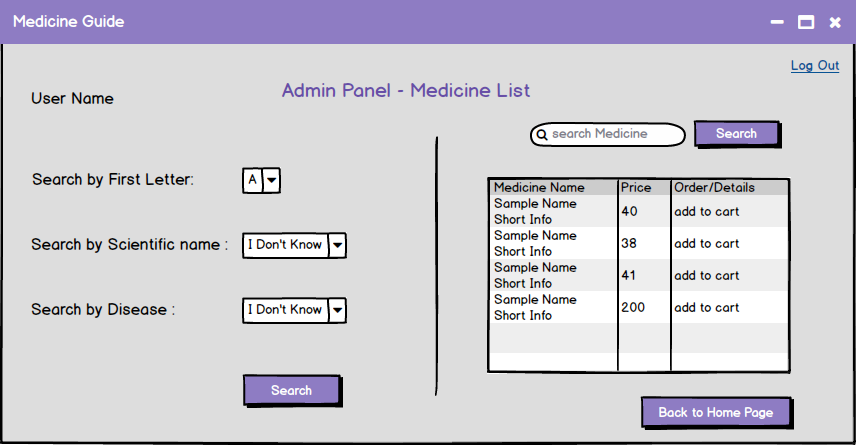 Medicine Guide
Log Out
User Name
Admin Panel - Medicine List
search Medicine
Search
Search by First Letter:
A
Search by Scientific name :
I Don't Know
Search by Disease :
I Don't Know
Search
Medicine Name Price Order/Details
Sample Name
Short Info
40 add to cart
Sample Name
Short Info
38 add to cart
Sample Name
Short Info
41 add to cart
Sample Name
Short Info
200 add to cart
Back to Home Page